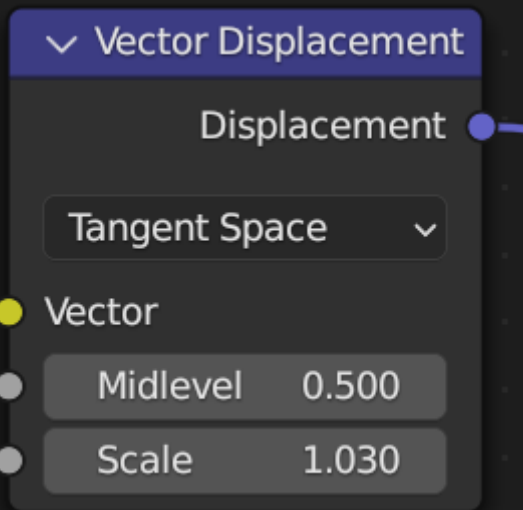 Vector Displacement
Displacement
Tangent Space
Vector
Midlevel 0.500
Scale 1.030